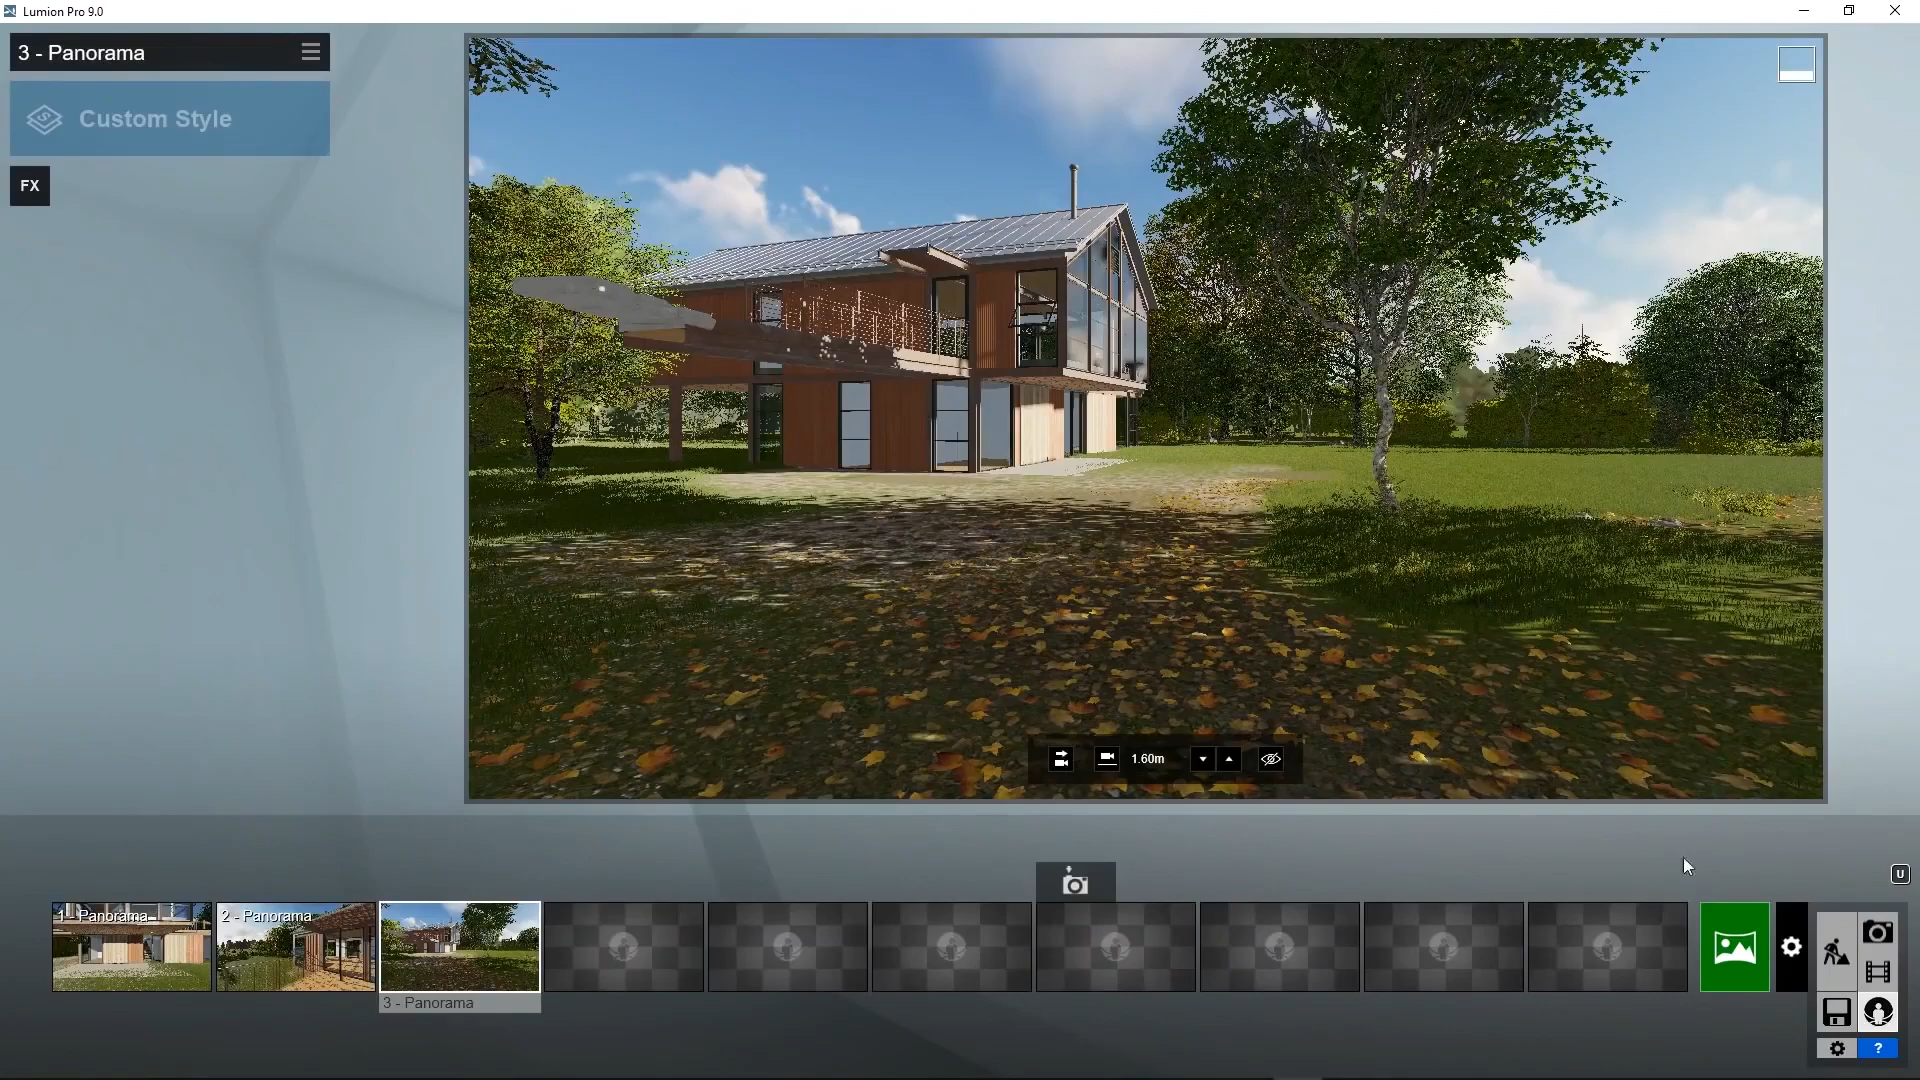 Lumion Pro 9.0
3 - Panorama
Custom Style
FX
1.60m
U
1 - Panorama
2 - Panorama
3 - Panorama
?